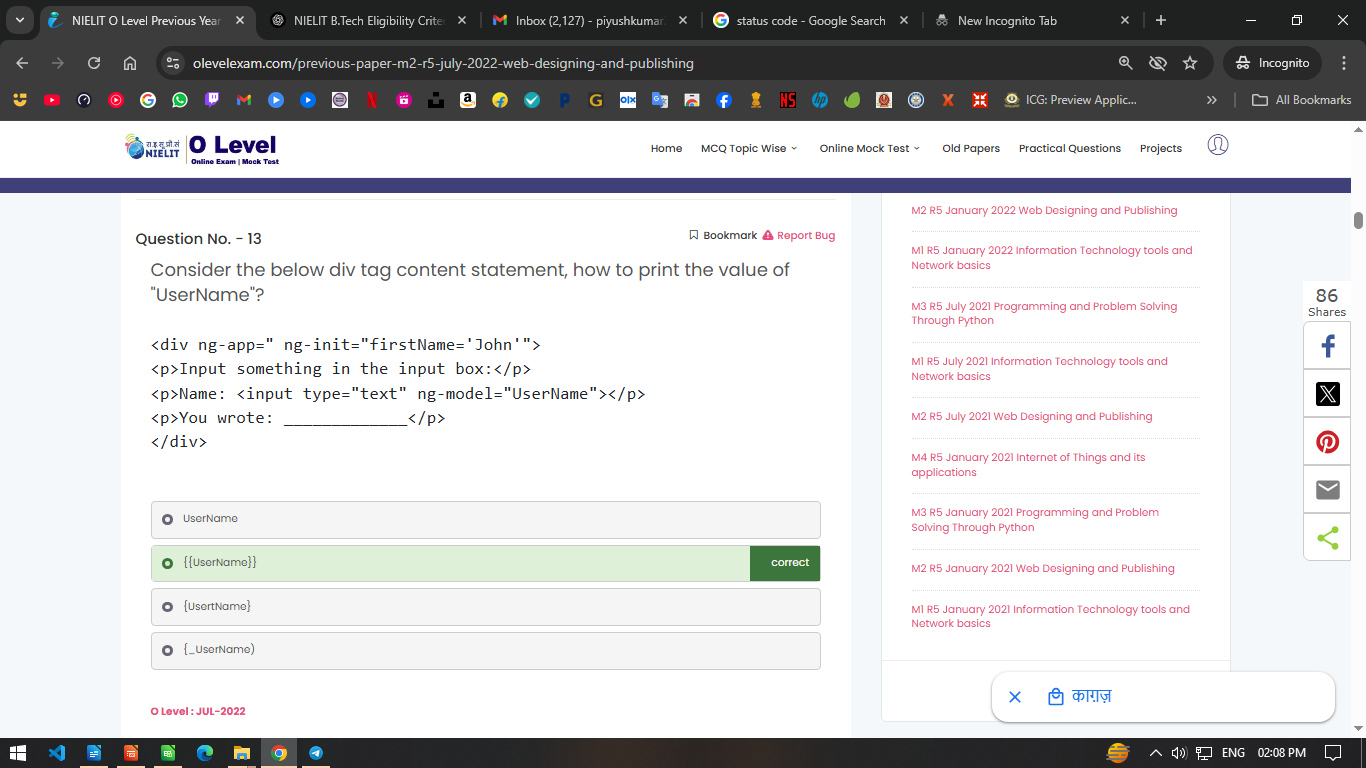 NIELIT O Level Previous Year
NIELIT B.Tech Eligibility Criter
Inbox (2,127) - piyushkumar
status code - Google Search
New Incognito Tab
olevelexam.com/previous-paper-m2-r5-july-2022-web-designing-and-publishing
Incognito
ICG: Preview Applic...
All Bookmarks
रा.इ.सू.प्रौ.सं
NIELIT
O Level
Online Exam | Mock Test
Home MCQ Topic Wise Online Mock Test Old Papers Practical Questions Projects
Question No. - 13
Bookmark Report Bug
Consider the below div tag content statement, how to print the value of
"UserName"?
<div ng-app=" ng-init="firstName='John'">
<p>Input something in the input box:</p>
<p>Name: <input type="text" ng-model="UserName"></p>
<p>You wrote: _____________</p>
</div>
UserName
{{UserName}} correct
{UsertName}
{_UserName)
O Level : JUL-2022
M2 R5 January 2022 Web Designing and Publishing
M1 R5 January 2022 Information Technology tools and
Network basics
M3 R5 July 2021 Programming and Problem Solving
Through Python
M1 R5 July 2021 Information Technology tools and
Network basics
M2 R5 July 2021 Web Designing and Publishing
M4 R5 January 2021 Internet of Things and its
applications
M3 R5 January 2021 Programming and Problem
Solving Through Python
M2 R5 January 2021 Web Designing and Publishing
M1 R5 January 2021 Information Technology tools and
Network basics
86
Shares
काग़ज़
ENG 02:08 PM